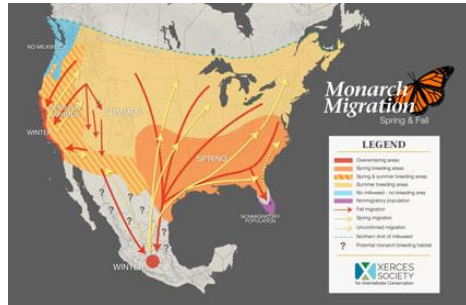 NO MILKWEED
Monarch
Migration
Spring & Fall
SUMMER
WINTER
SPRING
NONMIGRATORY
POPULATION
WINTER
?
?
?
?
?
?
?
?
LEGEND
Overwintering areas
Spring breeding areas
Spring & summer breeding areas
Summer breeding areas
No milkweed - no breeding area
Nonmigratory population
Fall migration
Spring migration
Unconfirmed migration
Northern limit of milkweed
? Potential monarch breeding habitat
XERCES
SOCIETY
for Invertebrate Conservation